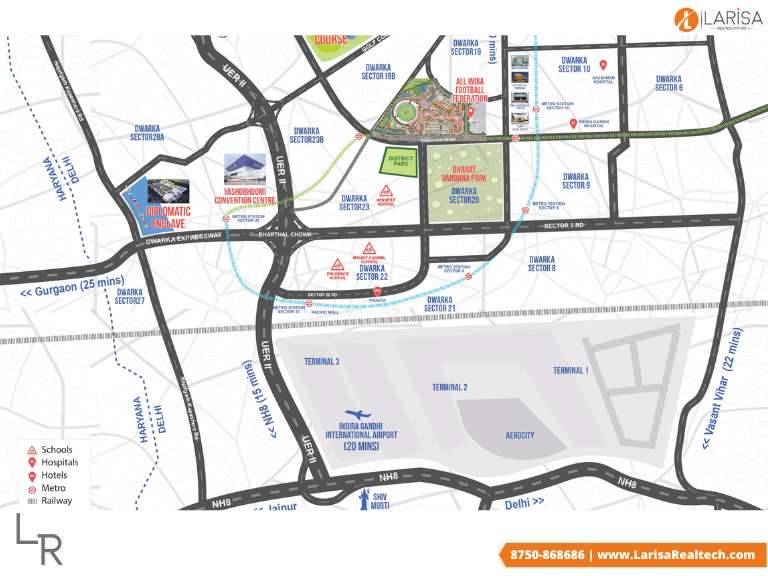 LARISA
REALTECH PVT LTD
COURSE
GOLF CO
UER II
DWARKA
SECTOR 19B
DWARKA
SECTOR19
DWARKA
SECTOR 10
AYUSHMAN
HOSPITAL
DWARKA
SECTOR 6
ALL INDIA
FOOTBALL
FEDERATION
METRO STATION
SECTOR 10
INDIRA GANDHI
HOSPITAL
Najafgarh Kapashera Rd
DWARKA
SECTOR28A
DWARKA
SECTOR23B
HARYANA
DELHI
UER II
YASHOBHOOMI
CONVENTION CENTRE
DISTRICT
PARK
BHARAT
VANDANA PARK
DWARKA
SECTOR20
DWARKA
SECTOR 9
DIPLOMATIC
ENCLAVE
DWARKA
SECTOR23
METRO STATION
SECTOR 25
METRO STATION
SECTOR 9
DWARKA EXPRESSWAY
BHARTHAL CHOWK
SECTOR 9 RD
MOUNT CARMEL
SCHOOL
PRUDENCE
SCHOOL
DWARKA
SECTOR 22
METRO STATION
SECTOR 8
DWARKA
SECTOR 8
<< Gurgaon (25 mins)
DWARKA
SECTOR27
SECTOR 22 RD
RAMADA
DWARKA
SECTOR 21
METRO STATION
SECTOR 21
PACIFIC MALL
UER II
TERMINAL 3
TERMINAL 2
TERMINAL 1
<< NH8 (15 mins)
<< Vasant Vihar (22 mins)
Najafgarh Kapashera Rd
HARYANA
DELHI
INDIRA GANDHI
INTERNATIONAL AIRPORT
(20 MINS)
AEROCITY
UER II
Schools
Hospitals
Hotels
Metro
Railway
NH8
NH8
NH8
<< Jaipur
SHIV
MURTI
Delhi >>
LR
8750-868686 | www.LarisaRealtech.com